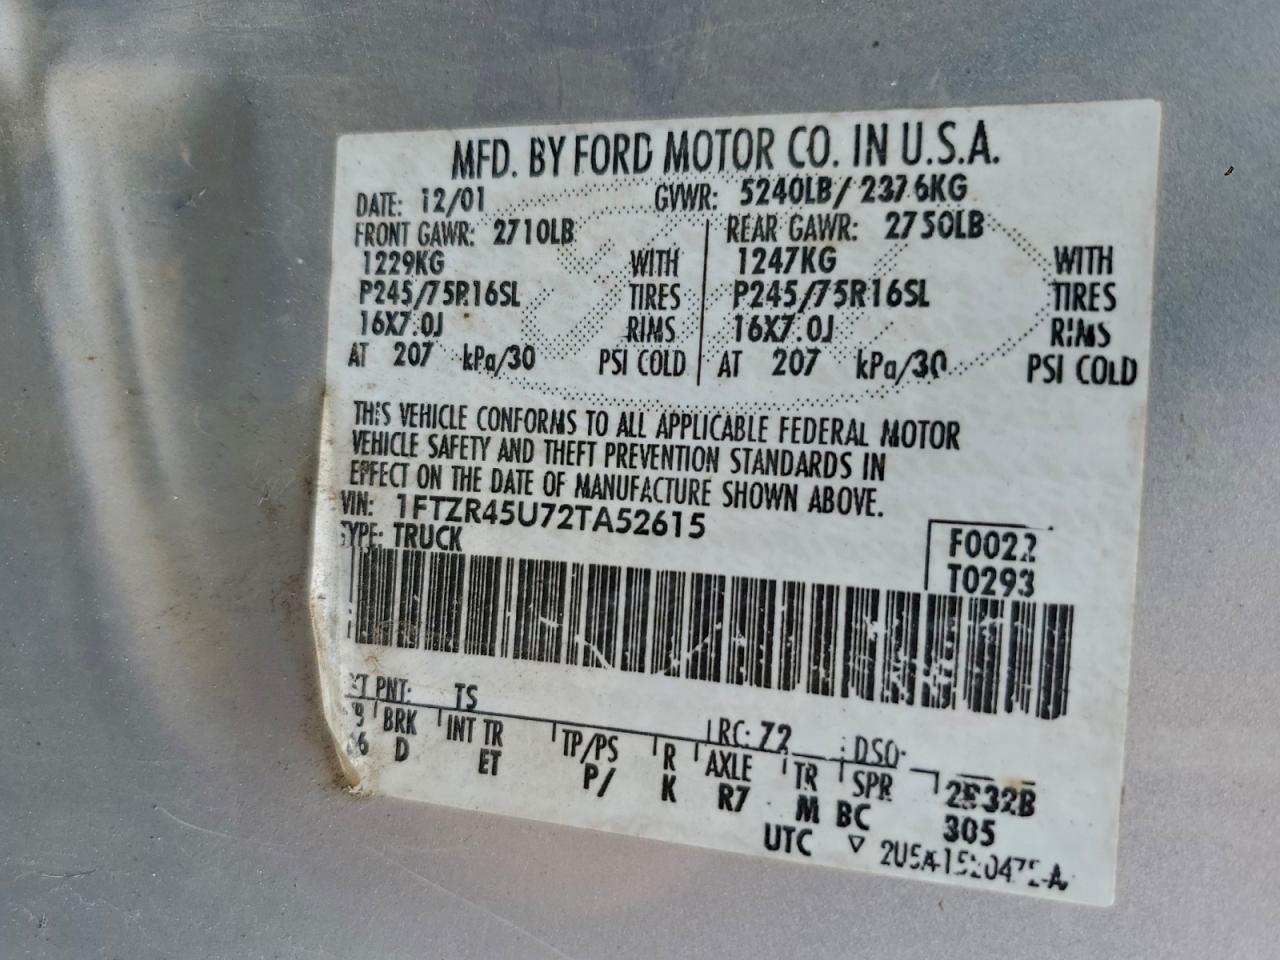 MFD. BY FORD MOTOR CO. IN U.S.A.
DATE: 12/01 GVWR: 5240LB / 2376KG
FRONT GAWR: 2710LB REAR GAWR: 2750LB
1229KG WITH 1247KG WITH
P245/75R16SL TIRES P245/75R16SL TIRES
16X7.0J RIMS 16X7.0J RIMS
AT 207 kPa/30 PSI COLD AT 207 kPa/30 PSI COLD
THIS VEHICLE CONFORMS TO ALL APPLICABLE FEDERAL MOTOR
VEHICLE SAFETY AND THEFT PREVENTION STANDARDS IN
EFFECT ON THE DATE OF MANUFACTURE SHOWN ABOVE.
VIN: 1FTZR45U72TA52615
TYPE: TRUCK
F0022
T0293
PNT: TS
RC: 72 DSO:
BRK INT TR TP/PS R AXLE TR SPR
D ET P/ K R7 M BC 305
UTC